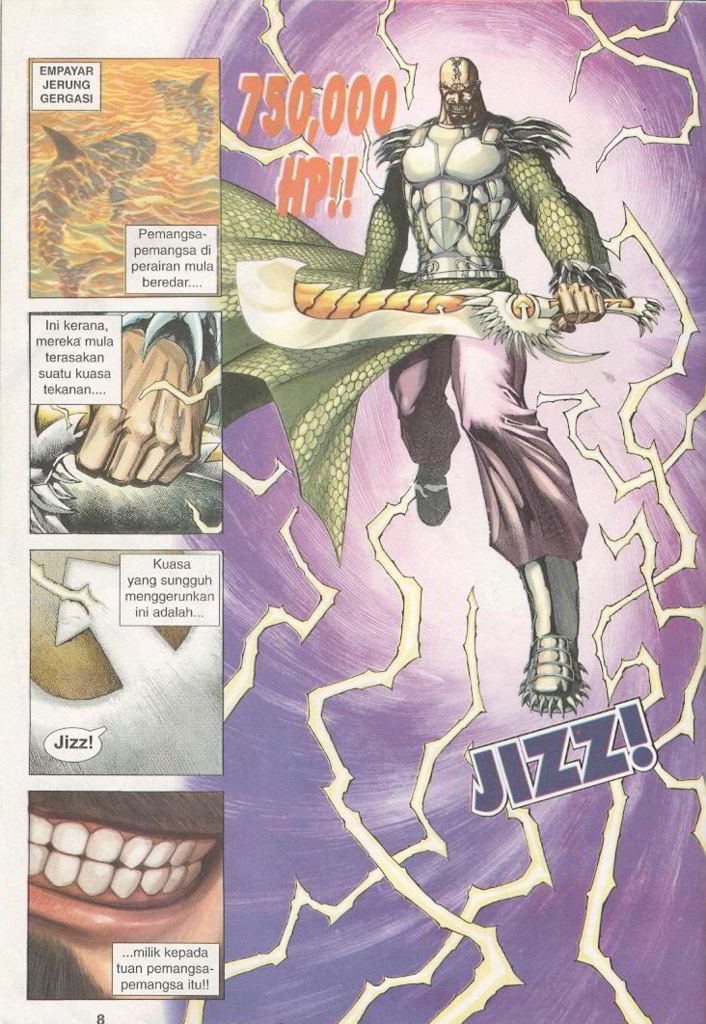 EMPAYAR
JERUNG
GERGASI
Pemangsa-
pemangsa di
perairan mula
beredar....
Ini kerana,
mereka mula
terasakan
suatu kuasa
tekanan....
Kuasa
yang sungguh
menggerunkan
ini adalah...
Jizz!
...milik kepada
tuan pemangsa-
pemangsa itu!!
750,000
HP!!
JIZZ!
8